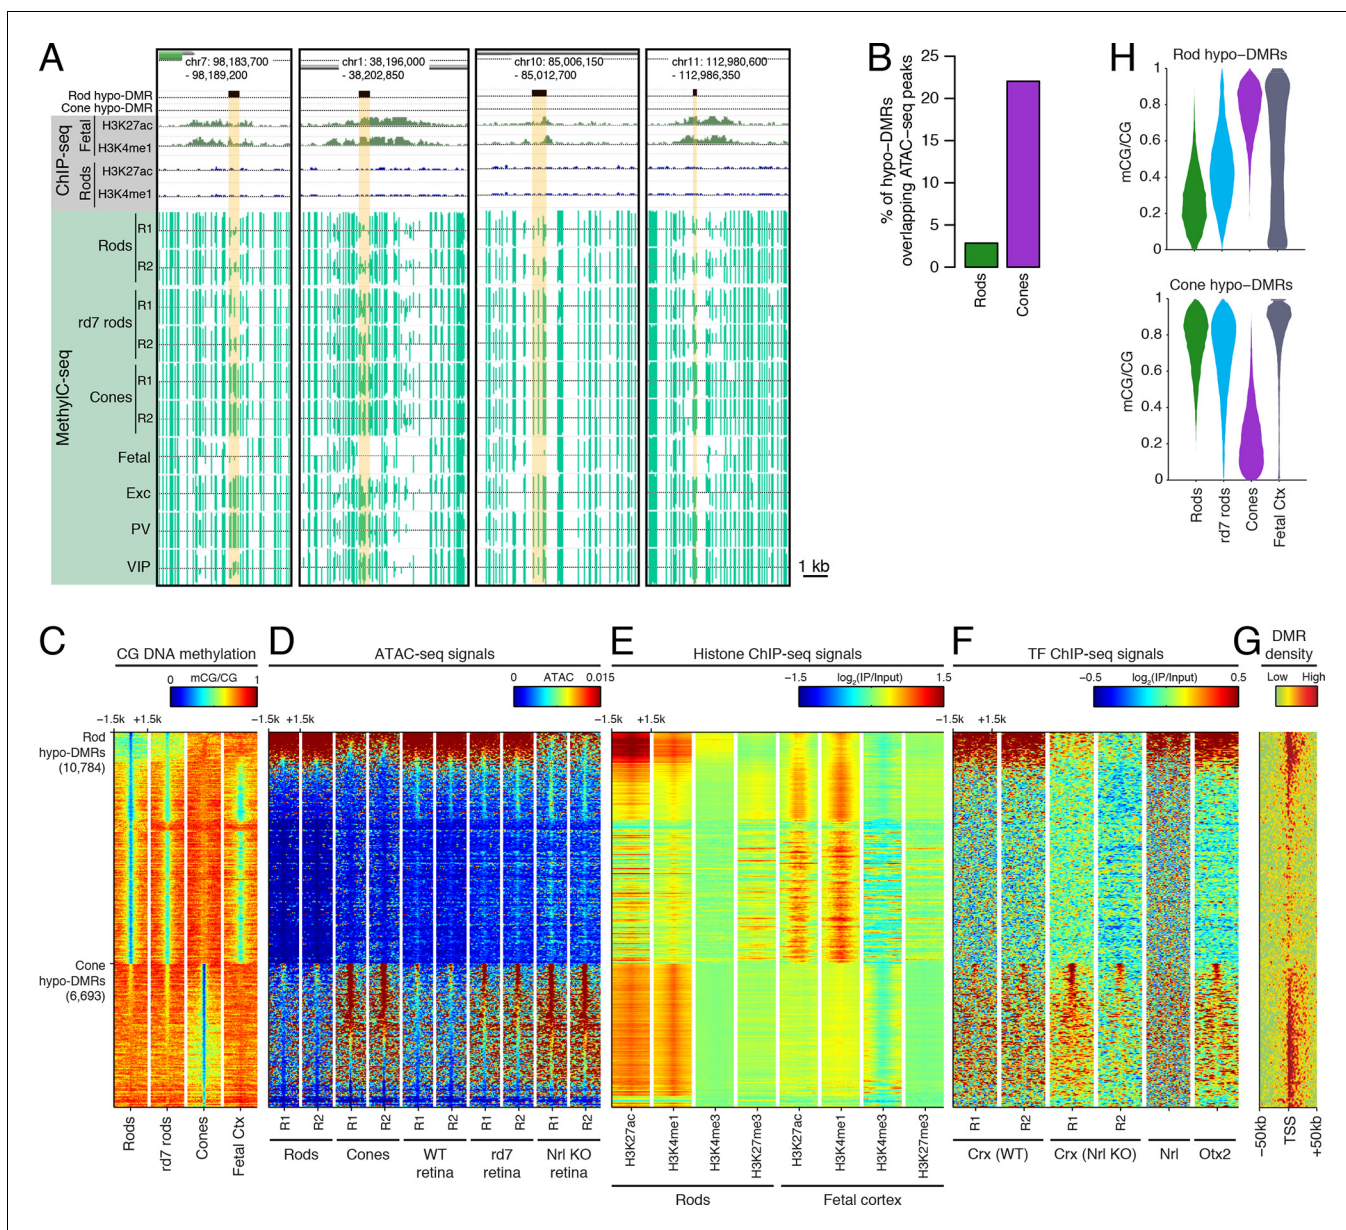 A
chr7: 98,183,700
- 98,189,200
chr1: 38,196,000
- 38,202,850
chr10: 85,006,150
- 85,012,700
chr11: 112,980,600
- 112,986,350
Rod hypo-DMR
Cone hypo-DMR
ChIP-seq
Fetal
H3K27ac
H3K4me1
Rods
H3K27ac
H3K4me1
MethylC-seq
Rods
R1
R2
rd7 rods
R1
R2
Cones
R1
R2
Fetal
Exc
PV
VIP
1 kb
B
% of hypo-DMRs
overlapping ATAC-seq peaks
25
20
15
10
5
0
Rods
Cones
H
Rod hypo-DMRs
mCG/CG
1
0.8
0.6
0.4
0.2
0
Cone hypo-DMRs
mCG/CG
1
0.8
0.6
0.4
0.2
0
Rods
rd7 rods
Cones
Fetal Ctx
C
CG DNA methylation
0 mCG/CG 1
-1.5k +1.5k
Rod
hypo-DMRs
(10,784)
Cone
hypo-DMRs
(6,693)
Rods
rd7 rods
Cones
Fetal Ctx
D
ATAC-seq signals
0 ATAC 0.015
-1.5k +1.5k
R1
R2
R1
R2
R1
R2
R1
R2
R1
R2
Rods
Cones
WT
retina
rd7
retina
Nrl KO
retina
E
Histone ChIP-seq signals
-1.5 log2(IP/Input) 1.5
-1.5k +1.5k
H3K27ac
H3K4me1
H3K4me3
H3K27me3
H3K27ac
H3K4me1
H3K4me3
H3K27me3
Rods
Fetal cortex
F
TF ChIP-seq signals
-0.5 log2(IP/Input) 0.5
-1.5k +1.5k
R1
R2
R1
R2
Crx (WT)
Crx (Nrl KO)
Nrl
Otx2
G
DMR
density
Low High
-50kb
TSS
+50kb